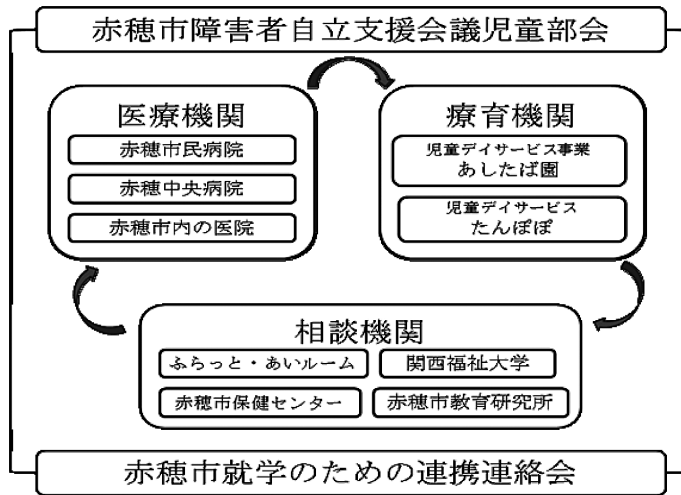 赤穂市障害者自立支援会議児童部会
医療機関
赤穂市民病院
赤穂中央病院
赤穂市内の医院
療育機関
児童デイサービス事業
あしたば園
児童デイサービス
たんぽぽ
相談機関
ふらっと・あいルーム
関西福祉大学
赤穂市保健センター
赤穂市教育研究所
赤穂市就学のための連携連絡会